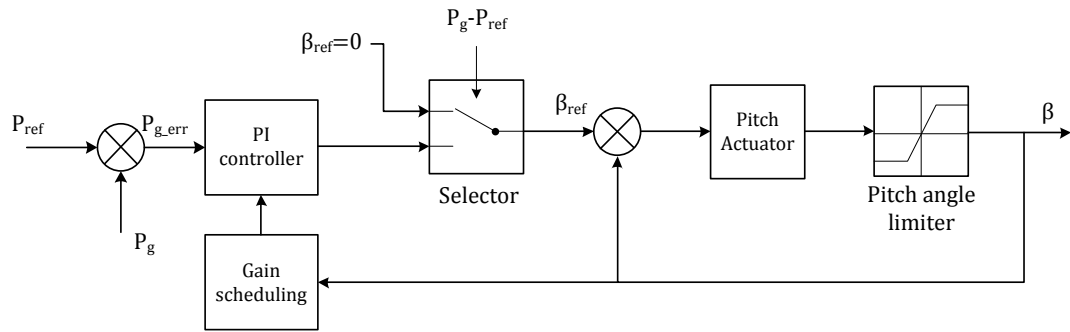 P_g-P_ref
β_ref=0
P_ref
P_g_err
PI
controller
β_ref
Pitch
Actuator
β
Selector
Pitch angle
limiter
P_g
Gain
scheduling